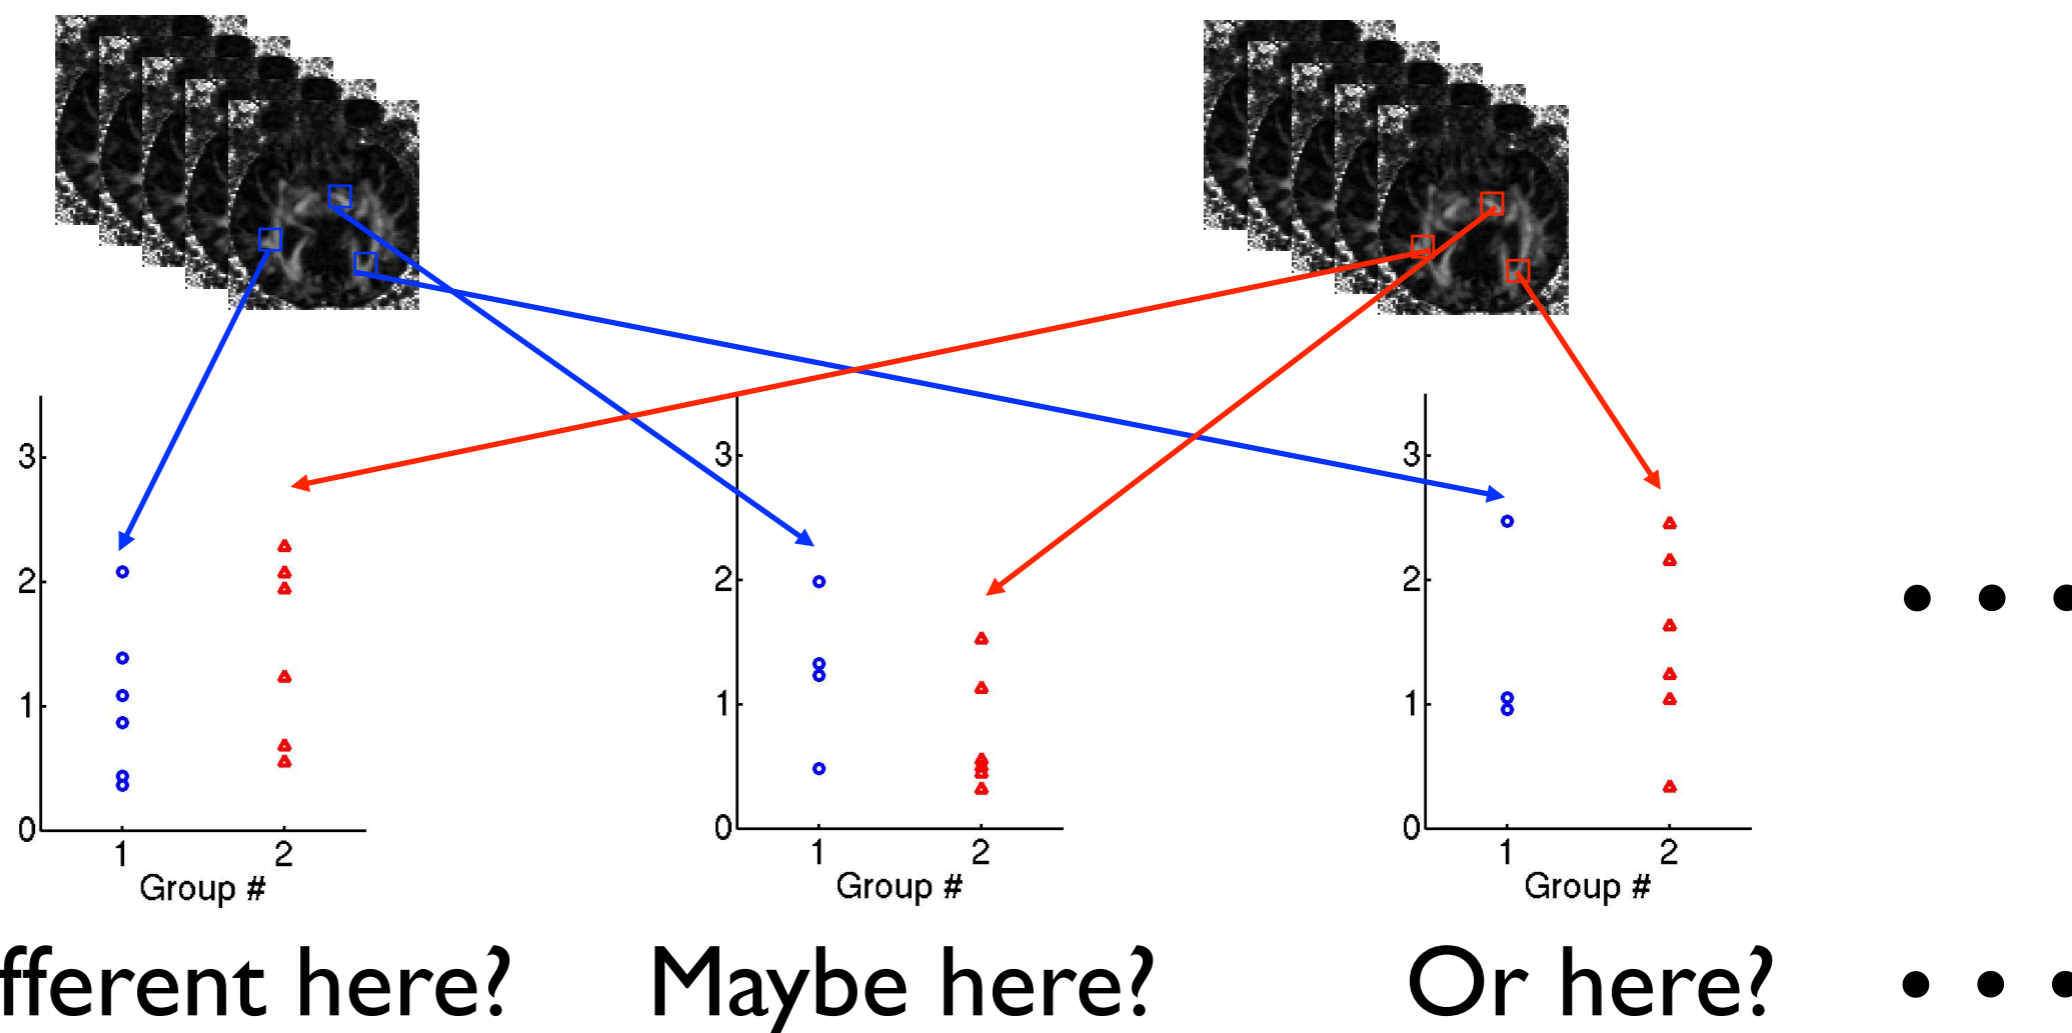 3 3 3
2 2 2
1 1 1
0 0 0
1 2 1 2 1 2
Group # Group # Group #
fferent here? Maybe here? Or here? • • •